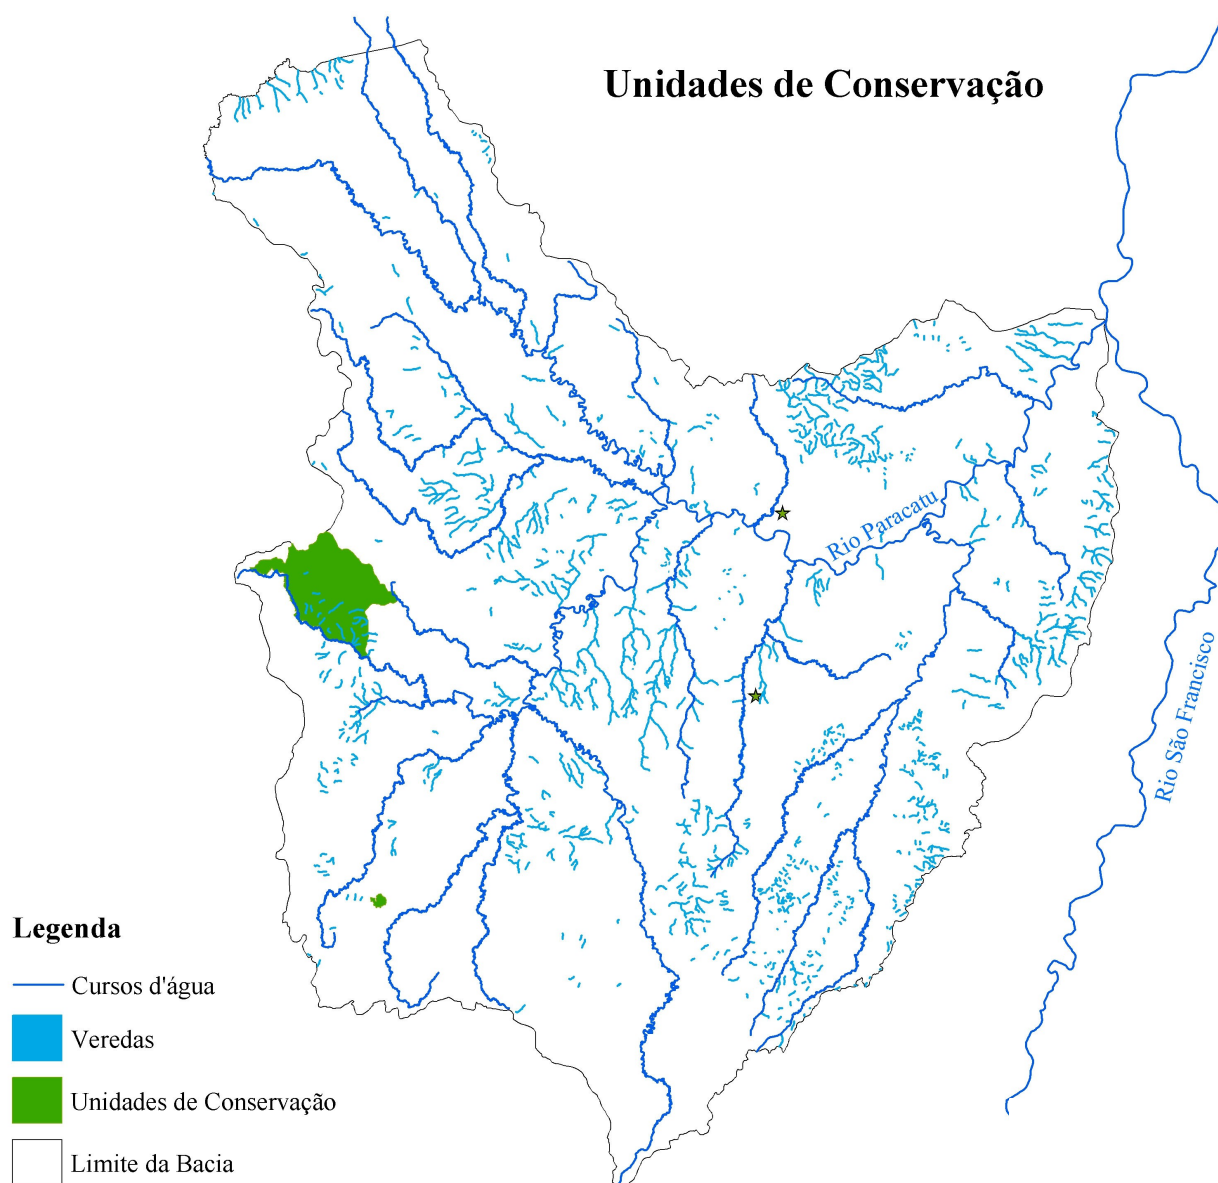 Unidades de Conservação
Rio Paracatu
Rio São Francisco
Legenda
Cursos d'água
Veredas
Unidades de Conservação
Limite da Bacia